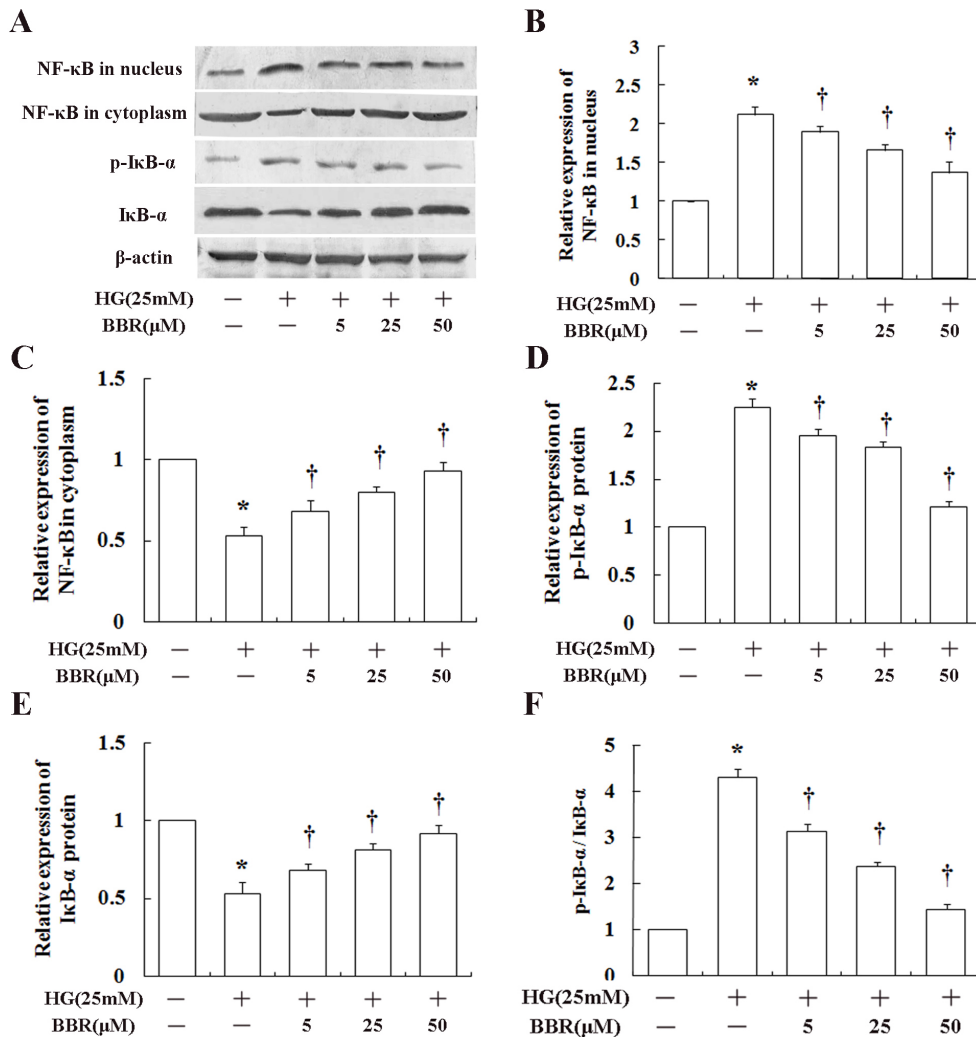 A
NF-κB in nucleus
NF-κB in cytoplasm
p-IκB-α
IκB-α
β-actin
HG(25mM) — + + + +
BBR(μM) — — 5 25 50
B
Relative expression of
NF-κB in nucleus
3
2.5
2
1.5
1
0.5
0
* † † †
HG(25mM) — + + + +
BBR(μM) — — 5 25 50
C
Relative expression of
NF-κBin cytoplasm
1.5
1
0.5
0
* † † †
HG(25mM) — + + + +
BBR(μM) — — 5 25 50
D
Relative expression of
p-IκB-α protein
2.5
2
1.5
1
0.5
0
* † † †
HG(25mM) — + + + +
BBR(μM) — — 5 25 50
E
Relative expression of
IκB-α protein
1.5
1
0.5
0
* † † †
HG(25mM) — + + + +
BBR(μM) — — 5 25 50
F
p-IκB-α / IκB-α
5
4
3
2
1
0
* † † †
HG(25mM) — + + + +
BBR(μM) — — 5 25 50